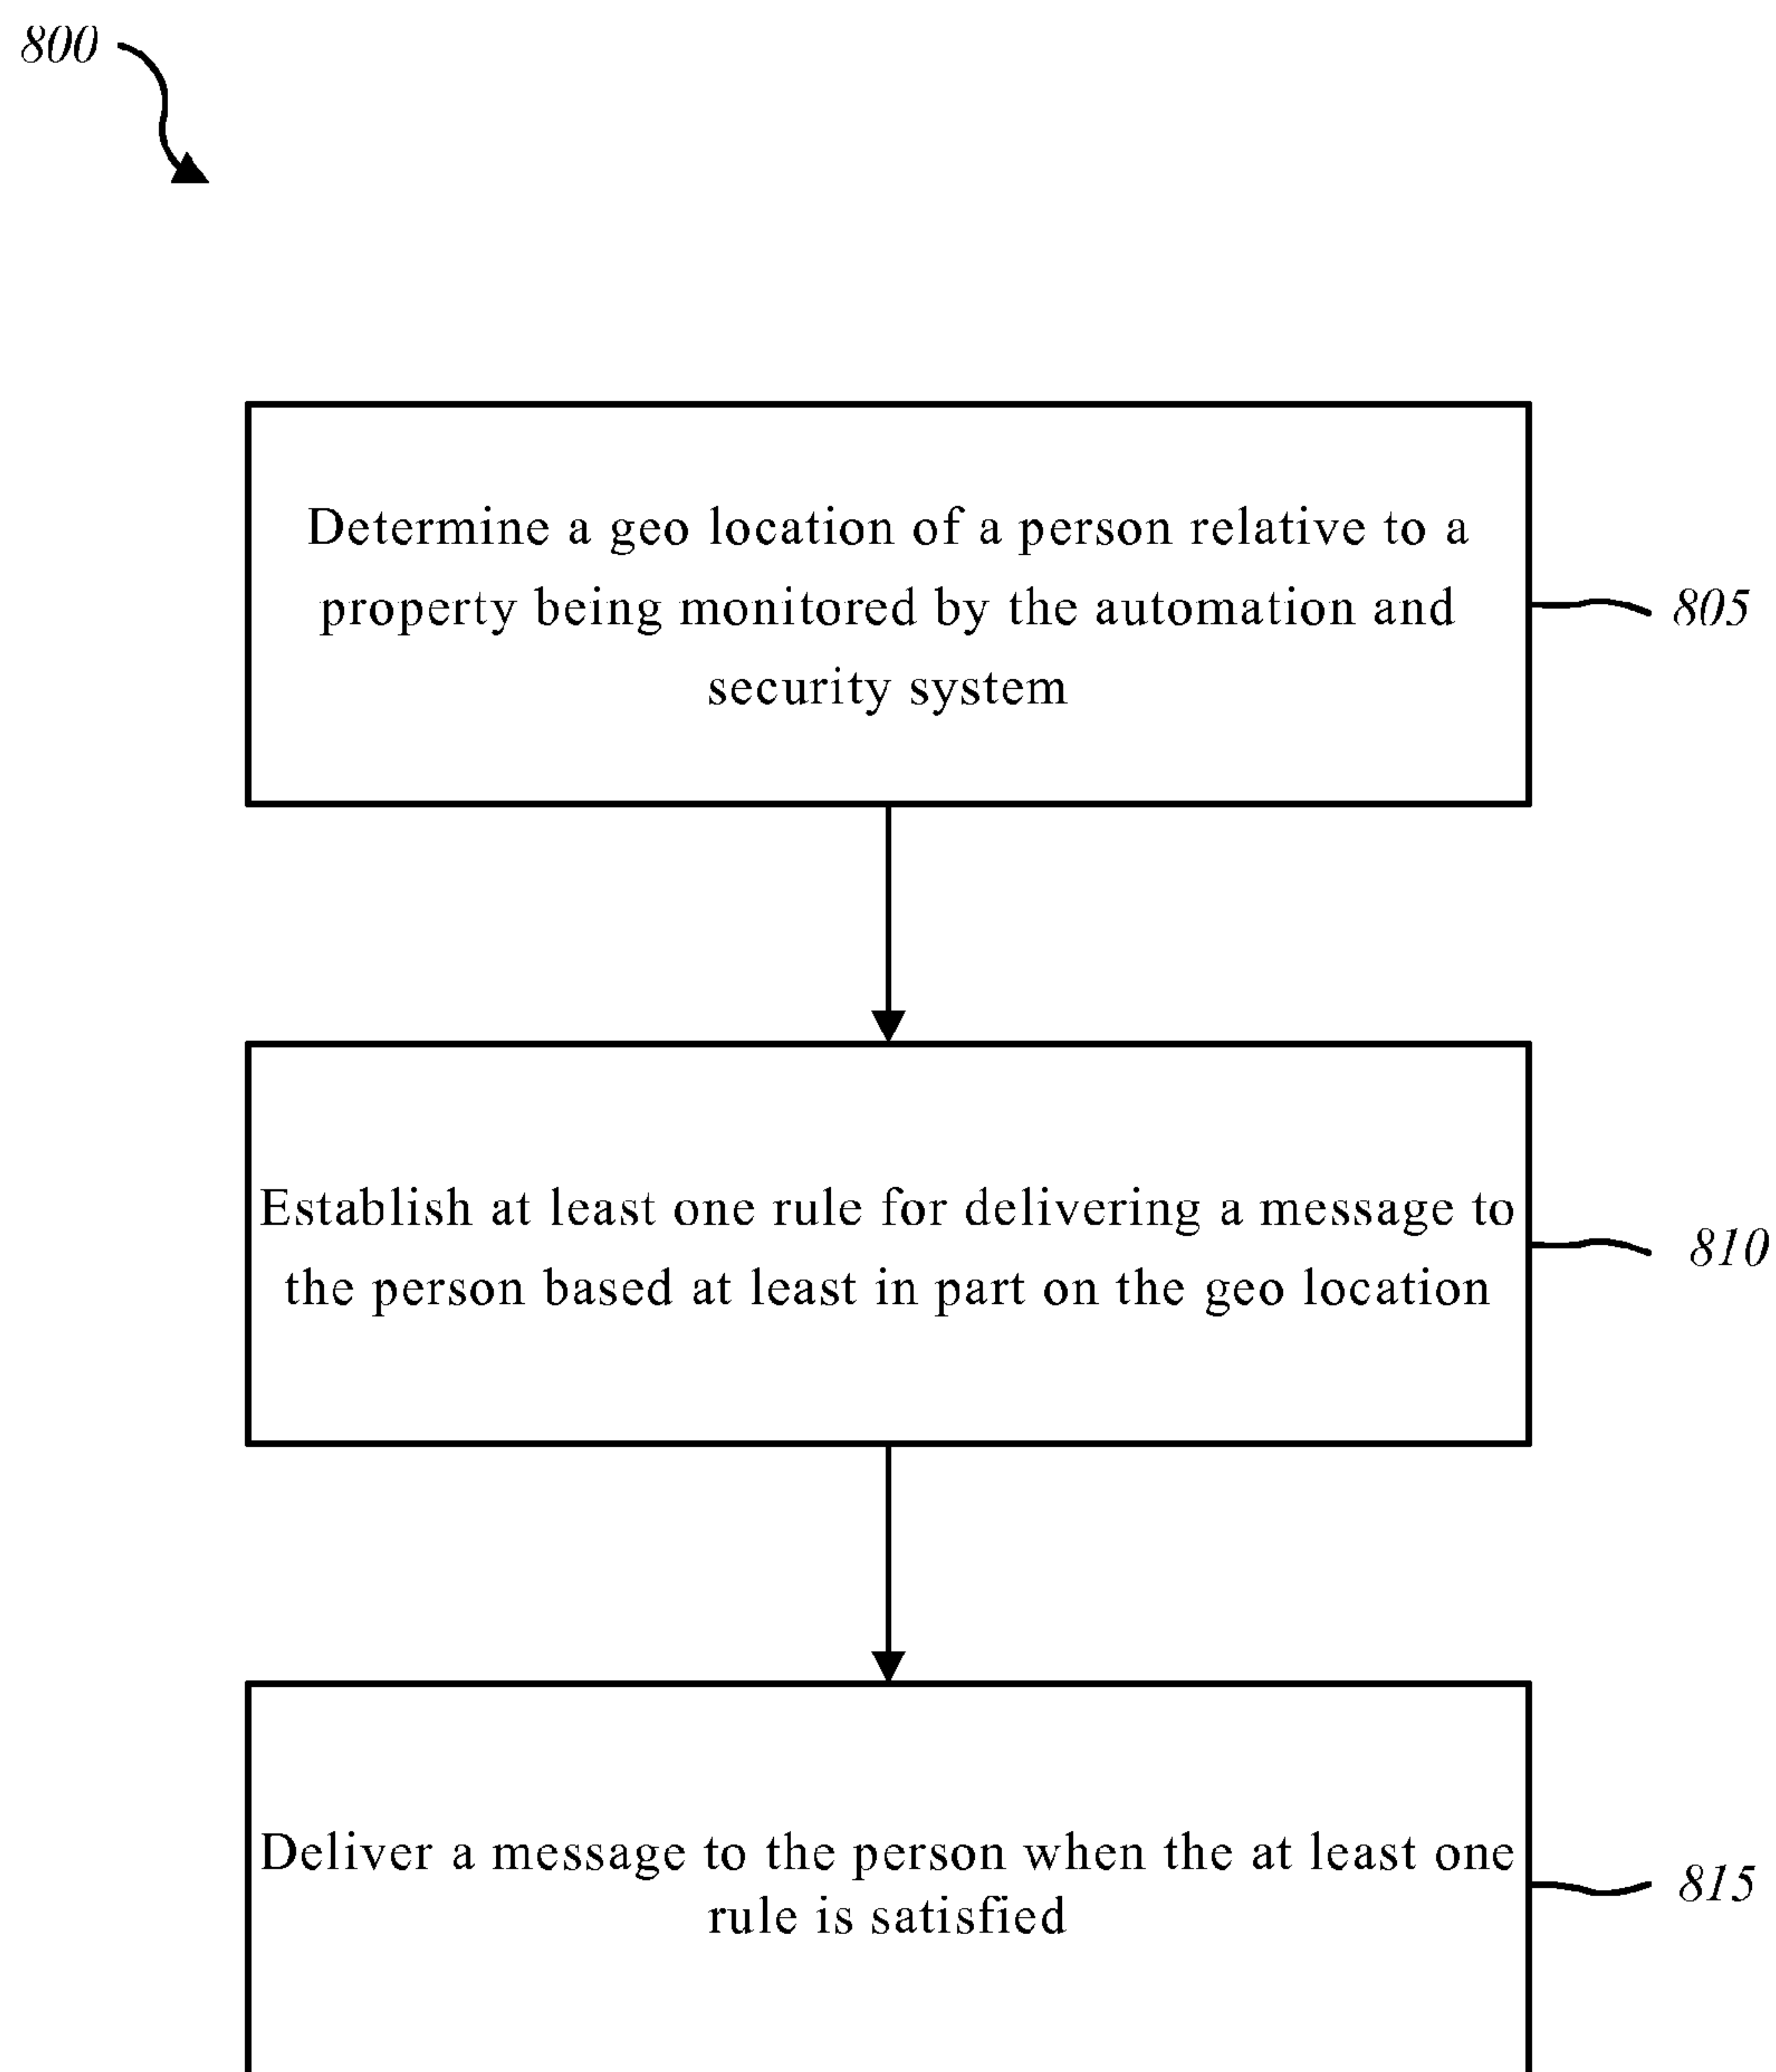 800
Determine a geo location of a person relative to a
property being monitored by the automation and
security system
805
Establish at least one rule for delivering a message to
the person based at least in part on the geo location
810
Deliver a message to the person when the at least one
rule is satisfied
815